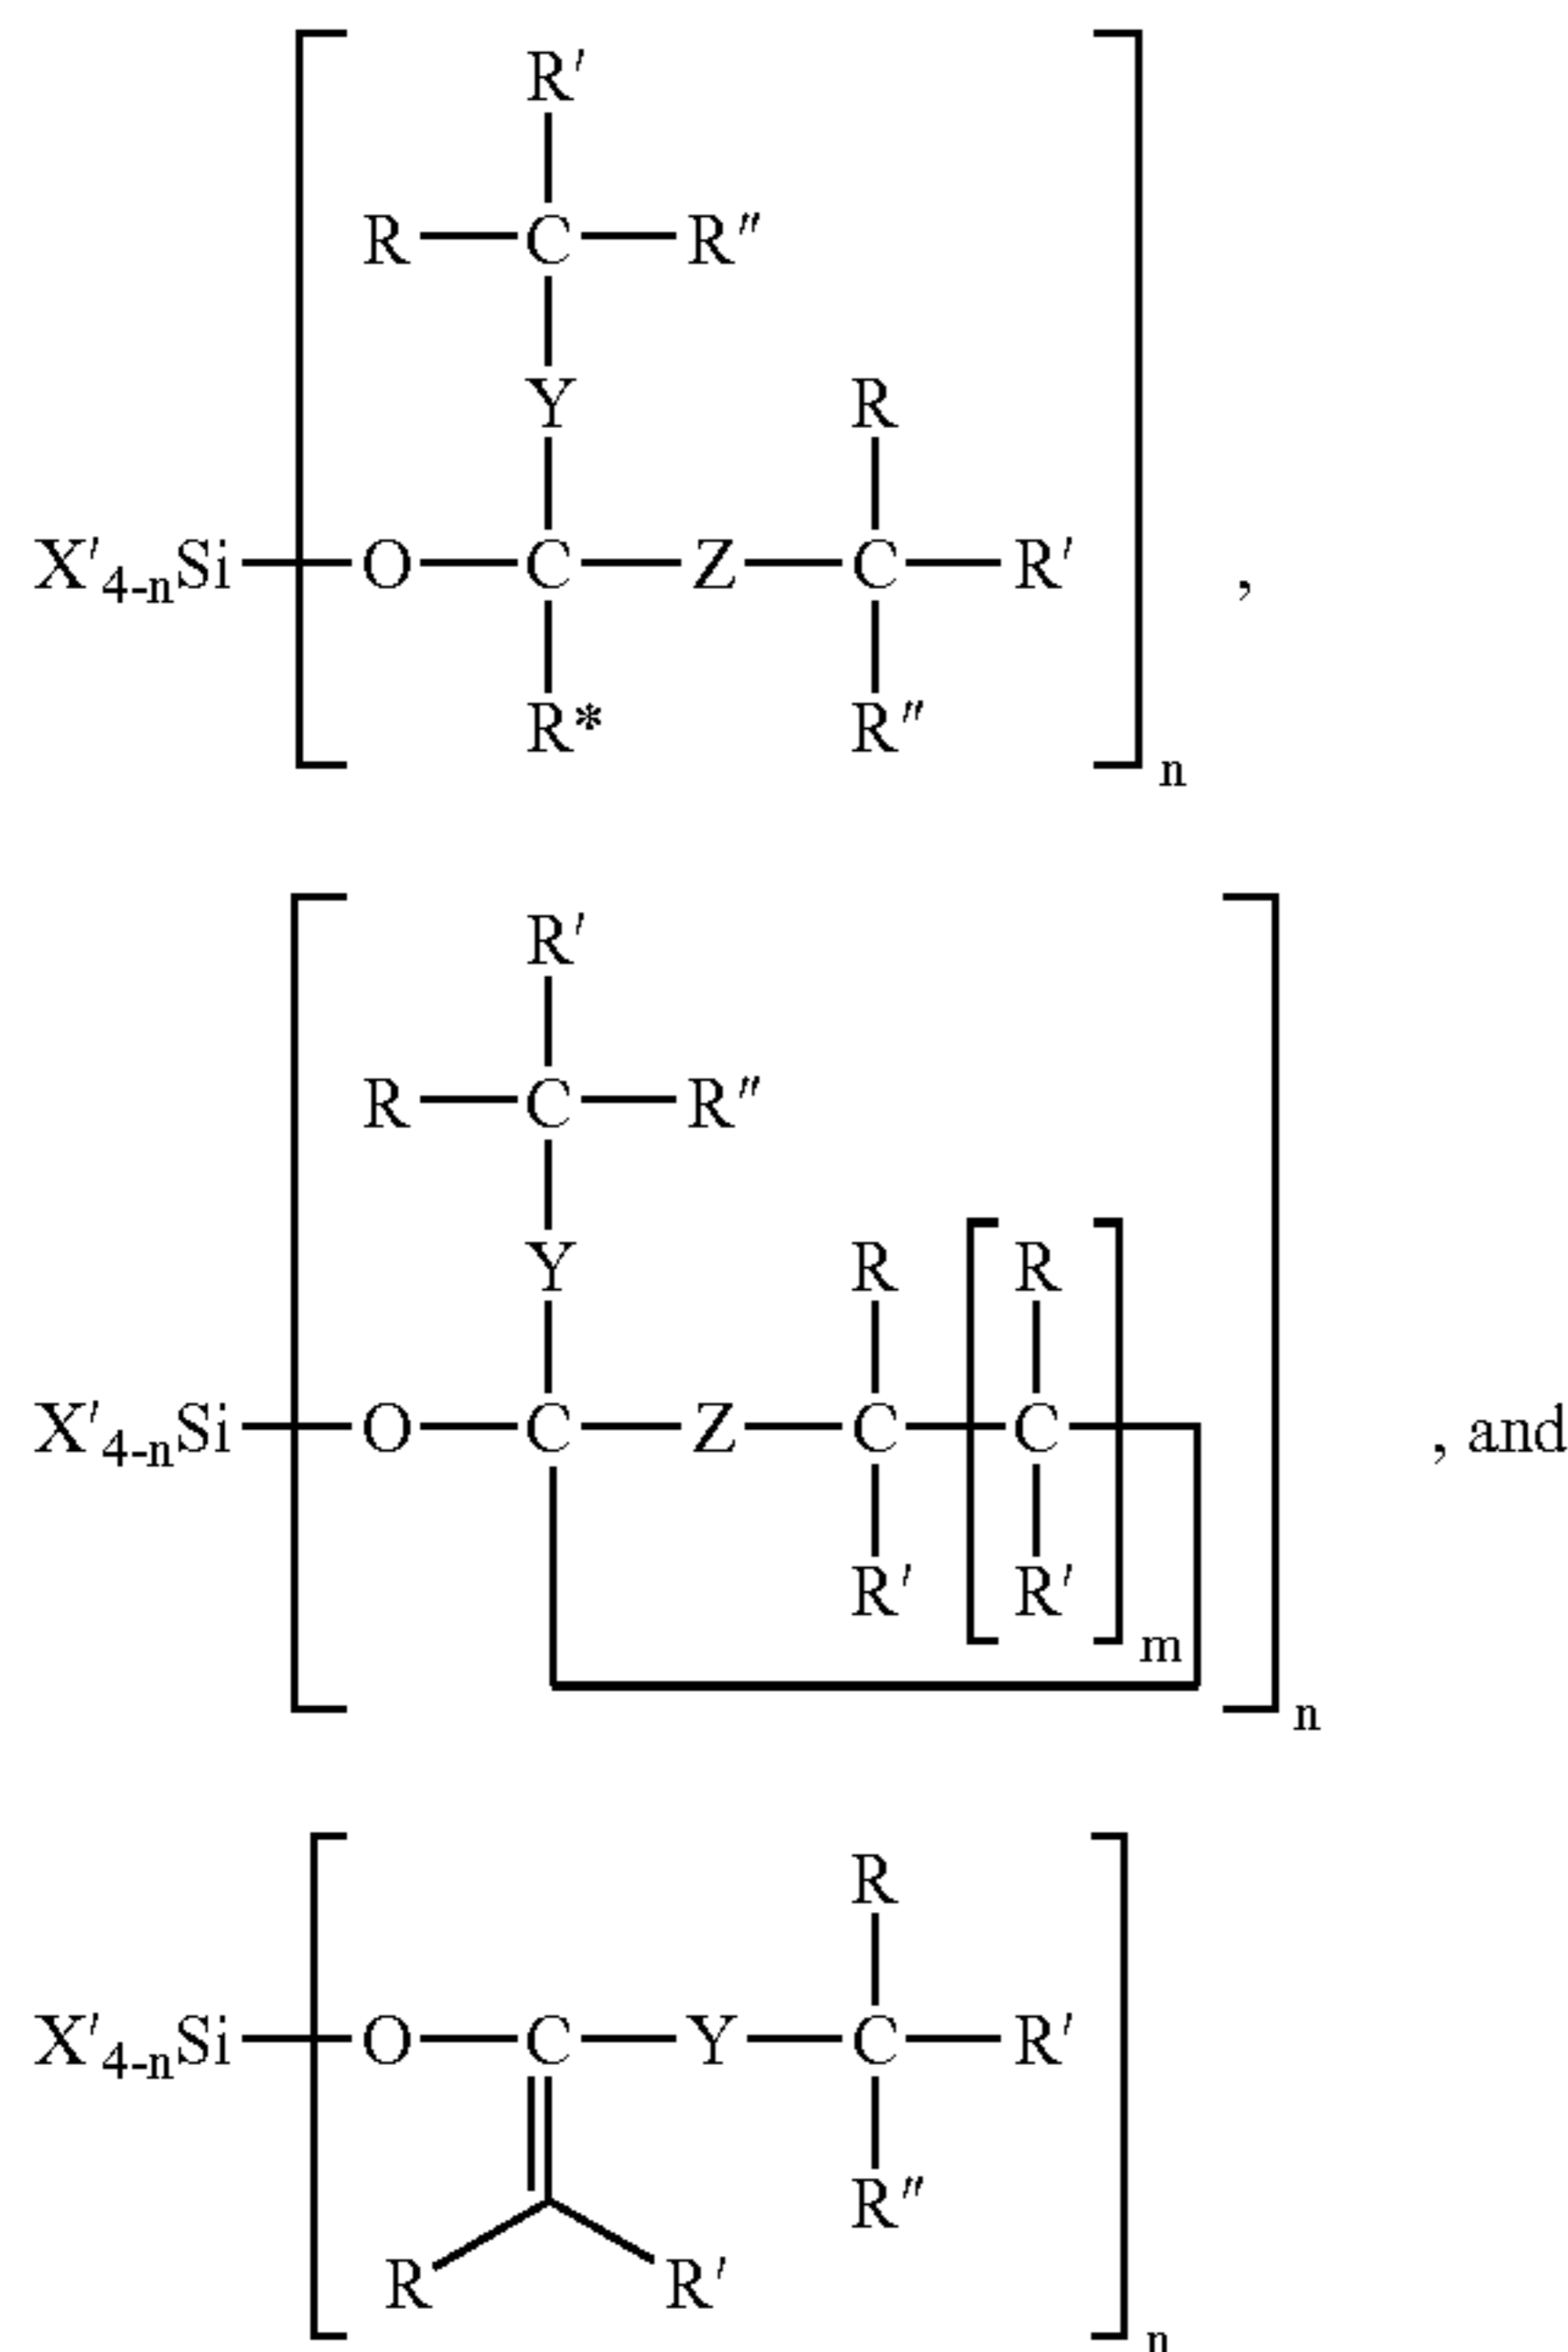 R′
R C R″
Y R
X′4-nSi O C Z C R′ ,
R* R″
n
R′
R C R″
Y R R
X′4-nSi O C Z C C , and
R′ R′
m
n
R
X′4-nSi O C Y C R′
R″
R R′
n